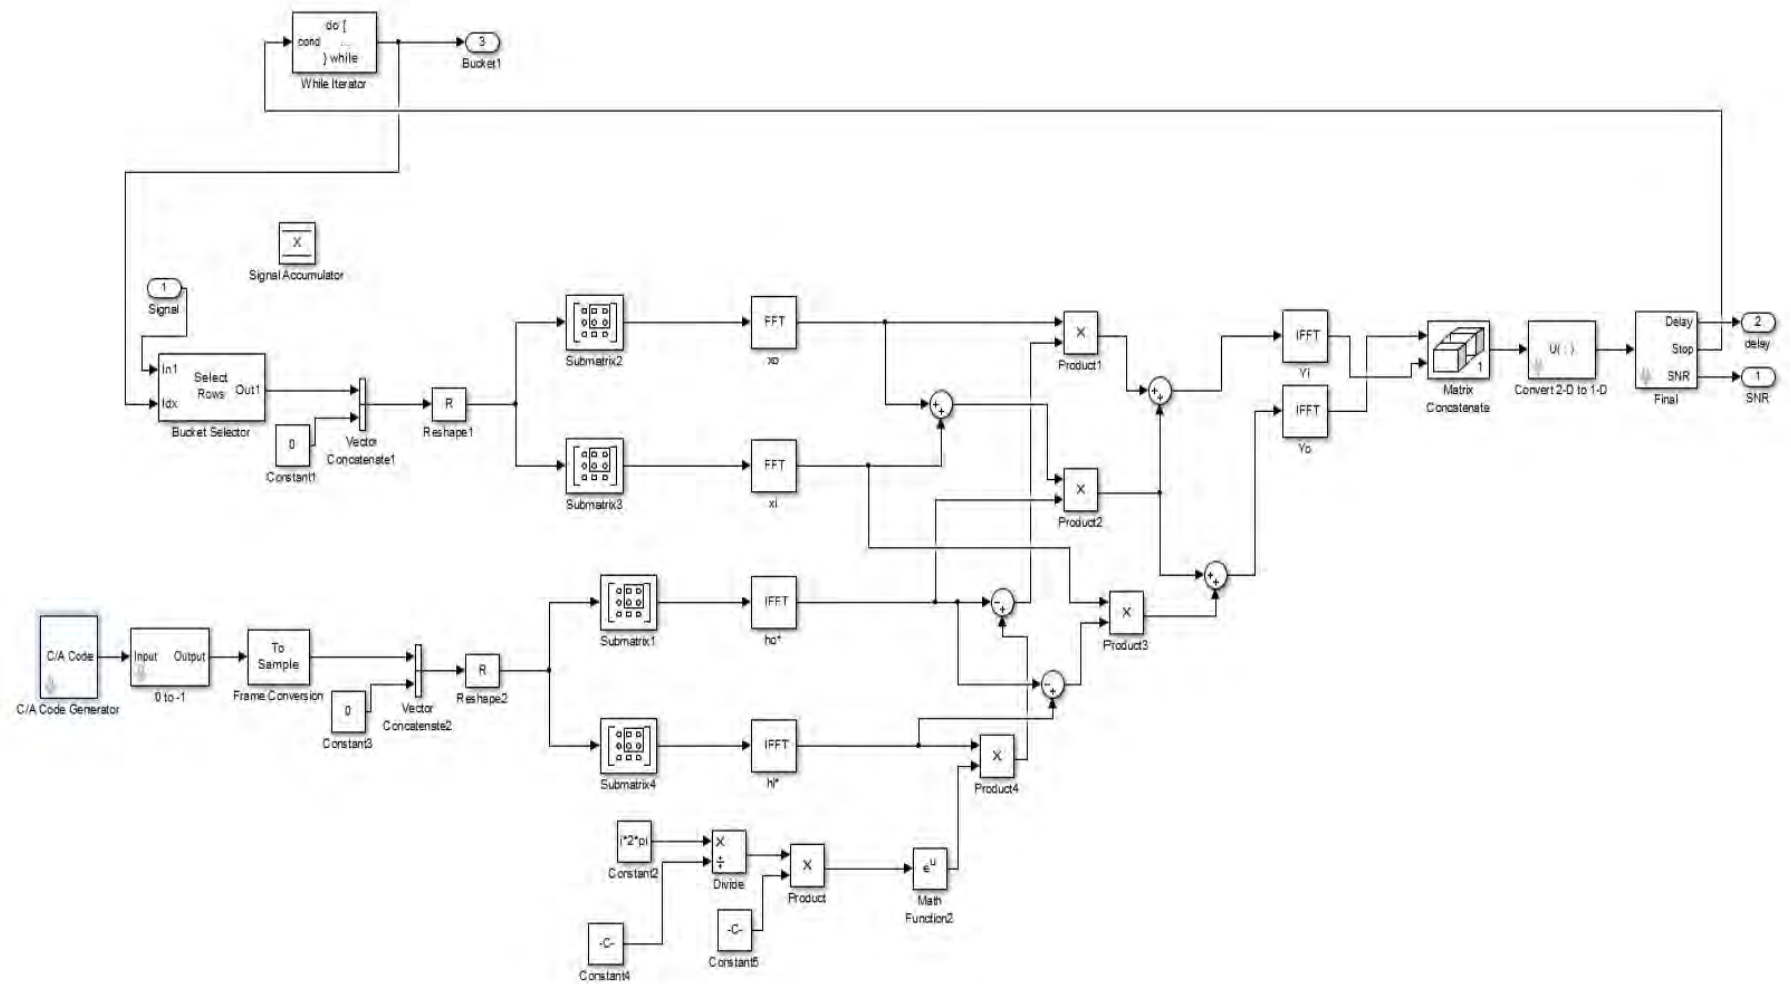 do {
cond ...
} while
While Iterator
3
Bucket1
X
Signal Accumulator
1
Signal
In1
Select
Rows
Out1
Idx
Bucket Selector
0
Constant1
Vector
Concatenate1
R
Reshape1
Submatrix2
Submatrix3
FFT
xo
FFT
xi
X
Product1
+
+
X
Product2
+
+
IFFT
Yi
IFFT
Yo
1
Matrix
Concatenate
U( : )
Convert 2-D to 1-D
Delay
Stop
SNR
Final
2
delay
1
SNR
C/A Code
C/A Code Generator
Input Output
0 to -1
To
Sample
Frame Conversion
0
Constant3
Vector
Concatenate2
R
Reshape2
Submatrix1
Submatrix4
IFFT
ho*
IFFT
hi*
-
+
-
+
+
+
X
Product3
X
Product4
i*2*pi
Constant2
X
÷
Divide
X
Product
e^u
Math
Function2
-C-
Constant4
-C-
Constant5